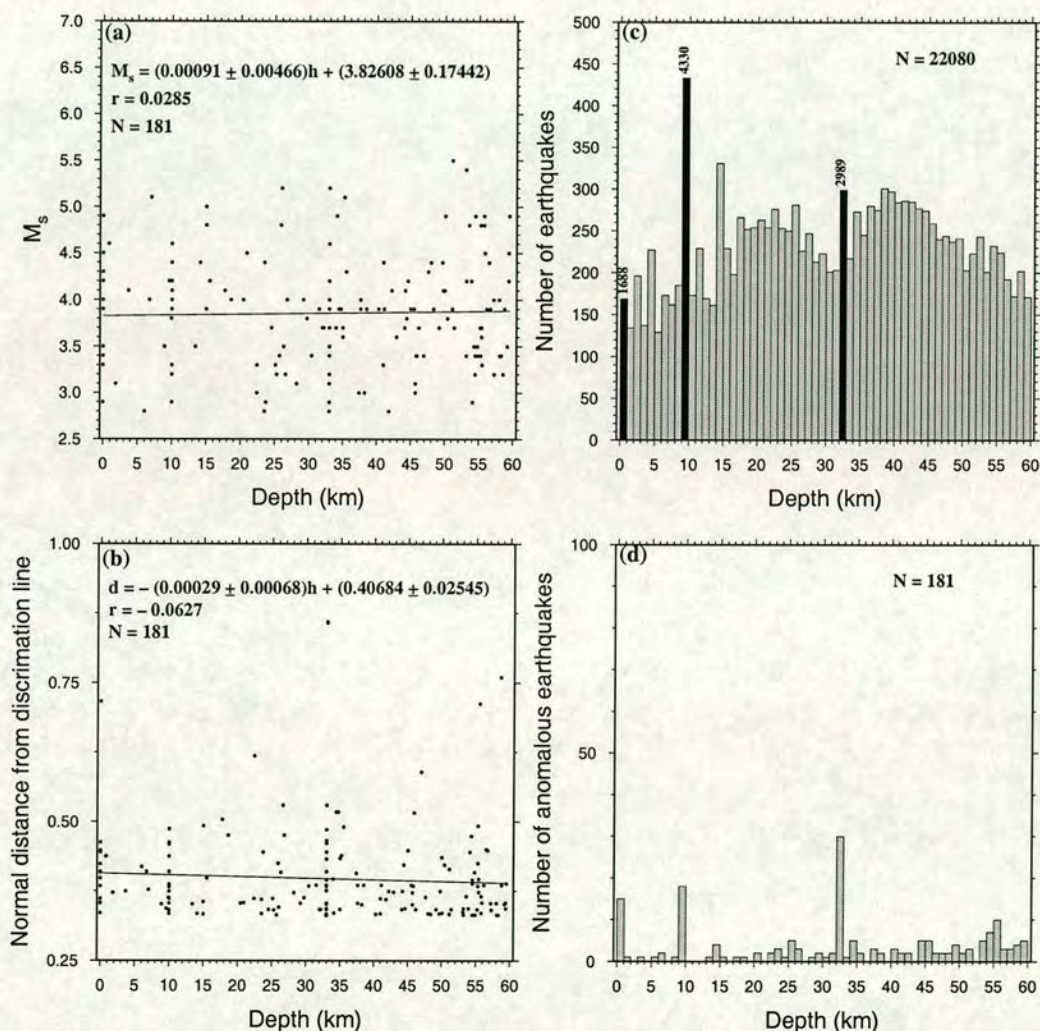 (a)
M_s = (0.00091 ± 0.00466)h + (3.82608 ± 0.17442)
r = 0.0285
N = 181
7.0
6.5
6.0
5.5
5.0
4.5
4.0
3.5
3.0
2.5
M_s
0 5 10 15 20 25 30 35 40 45 50 55 60
Depth (km)
(c)
N = 22080
500
450
400
350
300
250
200
150
100
50
0
Number of earthquakes
1688
4330
2989
0 5 10 15 20 25 30 35 40 45 50 55 60
Depth (km)
(b)
d = – (0.00029 ± 0.00068)h + (0.40684 ± 0.02545)
r = – 0.0627
N = 181
1.00
0.75
0.50
0.25
Normal distance from discrimation line
0 5 10 15 20 25 30 35 40 45 50 55 60
Depth (km)
(d)
N = 181
100
50
0
Number of anomalous earthquakes
0 5 10 15 20 25 30 35 40 45 50 55 60
Depth (km)